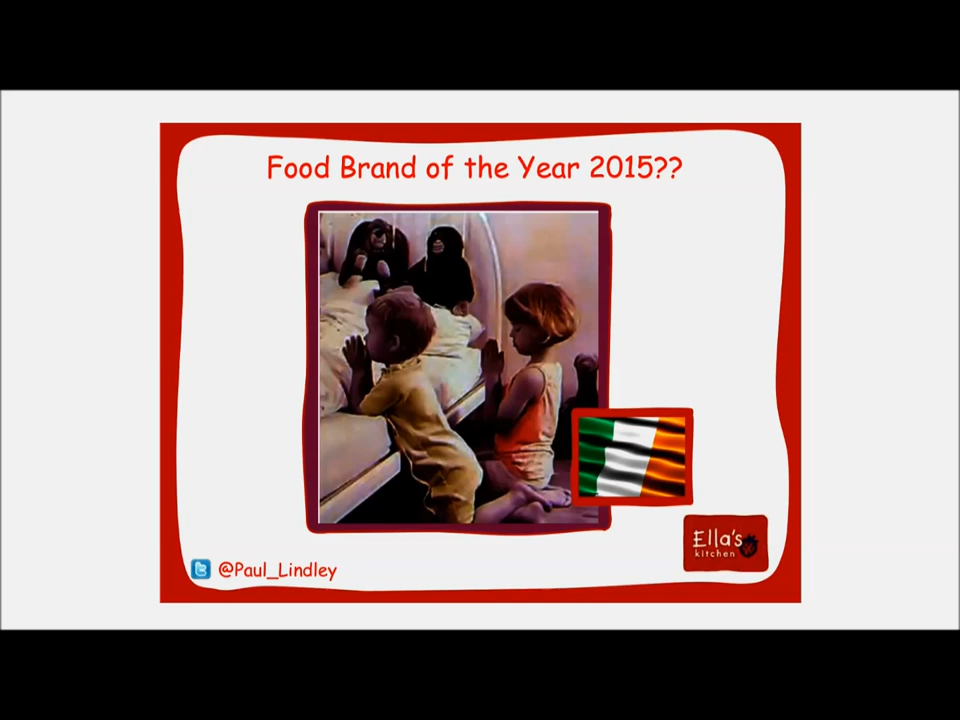 Food Brand of the Year 2015??
Ella's
kitchen
@Paul_Lindley